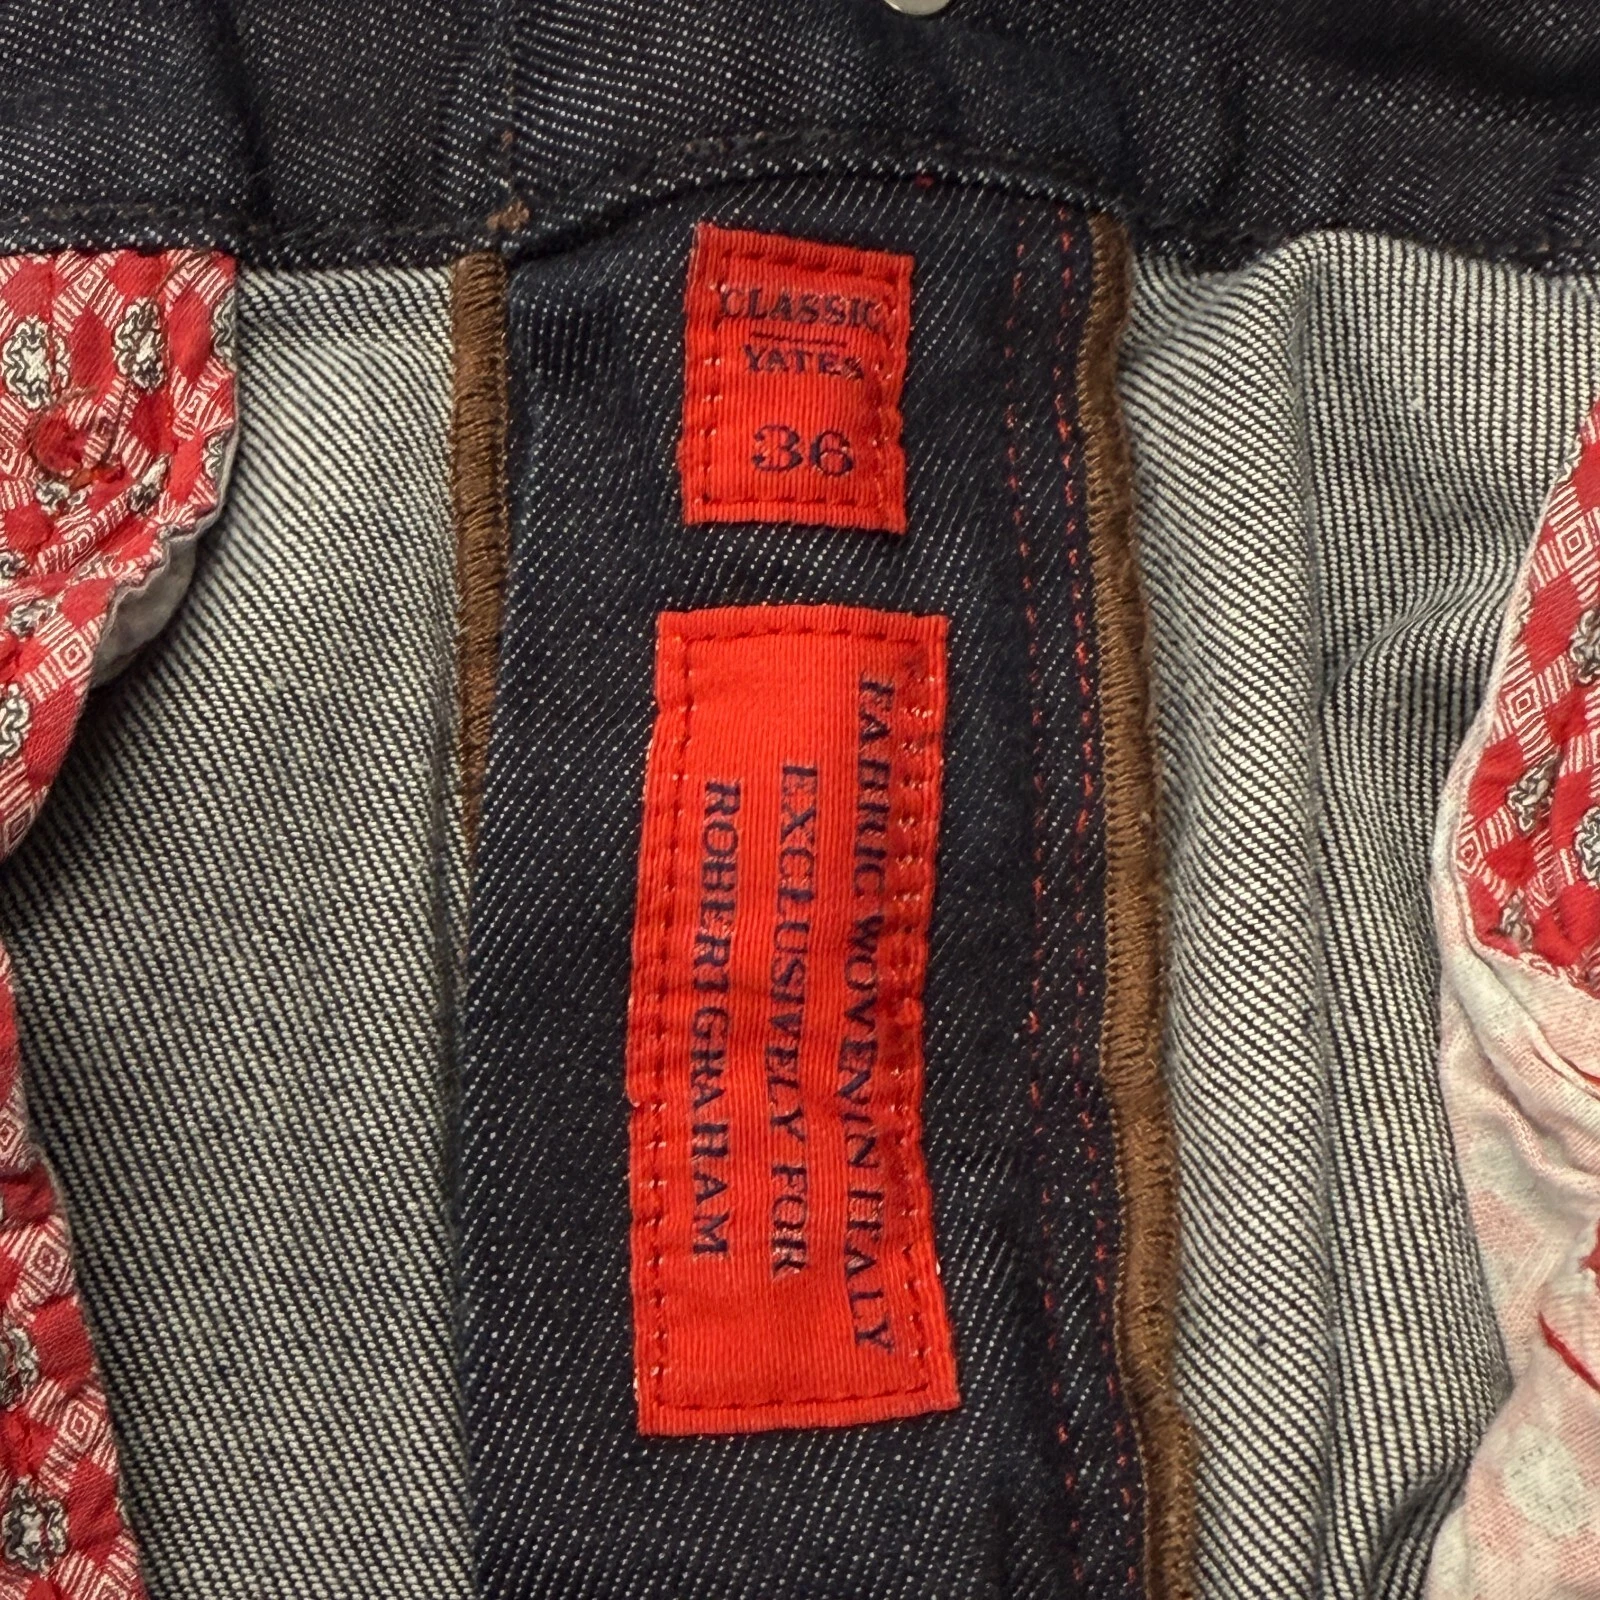 CLASSIC
YATES
36
FABRIC WOVEN IN ITALY
EXCLUSIVELY FOR
ROBERT GRAHAM